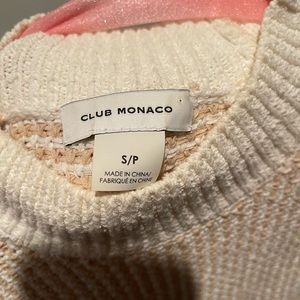 CLUB MONACO
S/P
MADE IN CHINA/
FABRIQUÉ EN CHINE